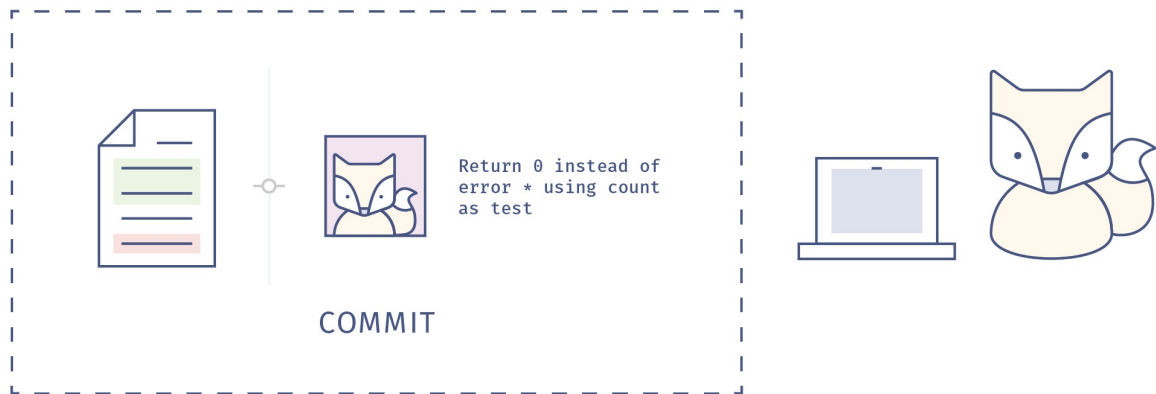 Return 0 instead of
error * using count
as test
COMMIT